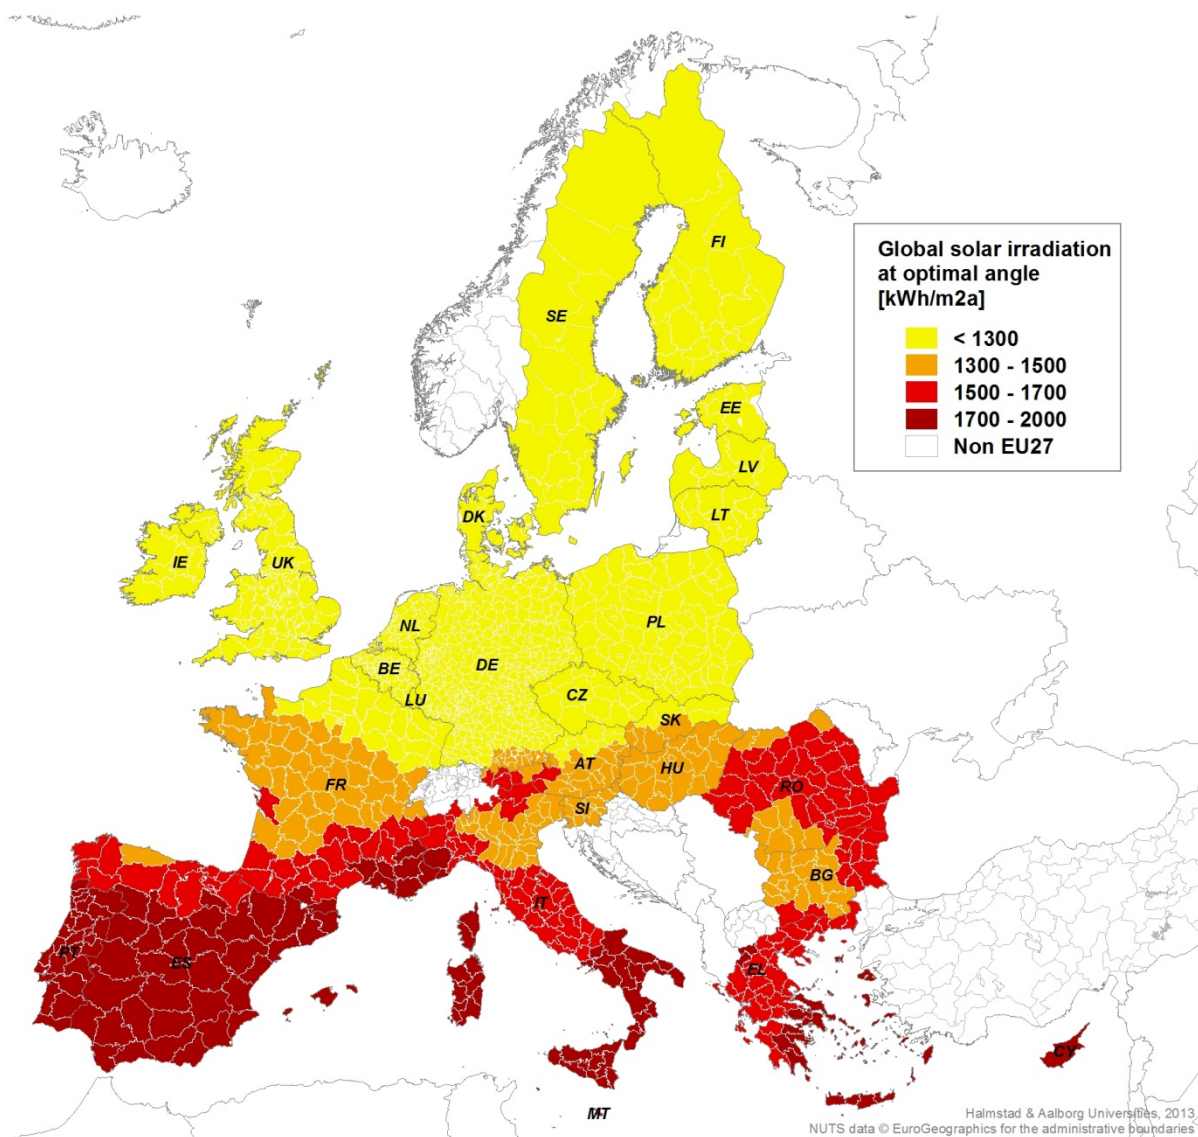 FI
SE
Global solar irradiation
at optimal angle
[kWh/m2a]
< 1300
1300 - 1500
1500 - 1700
1700 - 2000
Non EU27
EE
LV
LT
DK
IE
UK
NL
PL
BE
DE
LU
CZ
SK
AT
HU
FR
RO
SI
BG
IT
PT
ES
EL
CY
MT
Halmstad & Aalborg Universities, 2013
NUTS data © EuroGeographics for the administrative boundaries